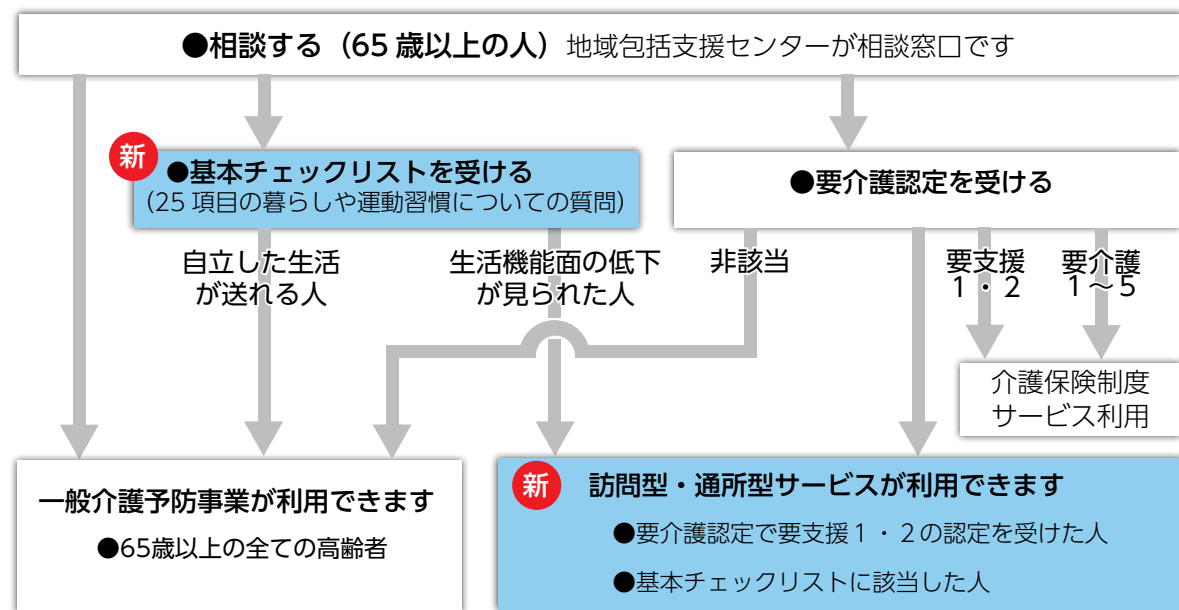 ●相談する（65歳以上の人）地域包括支援センターが相談窓口です
新
●基本チェックリストを受ける
（25項目の暮らしや運動習慣についての質問）
●要介護認定を受ける
自立した生活
が送れる人
生活機能面の低下
が見られた人
非該当
要支援
1・2
要介護
1～5
介護保険制度
サービス利用
一般介護予防事業が利用できます
●65歳以上の全ての高齢者
新
訪問型・通所型サービスが利用できます
●要介護認定で要支援１・２の認定を受けた人
●基本チェックリストに該当した人